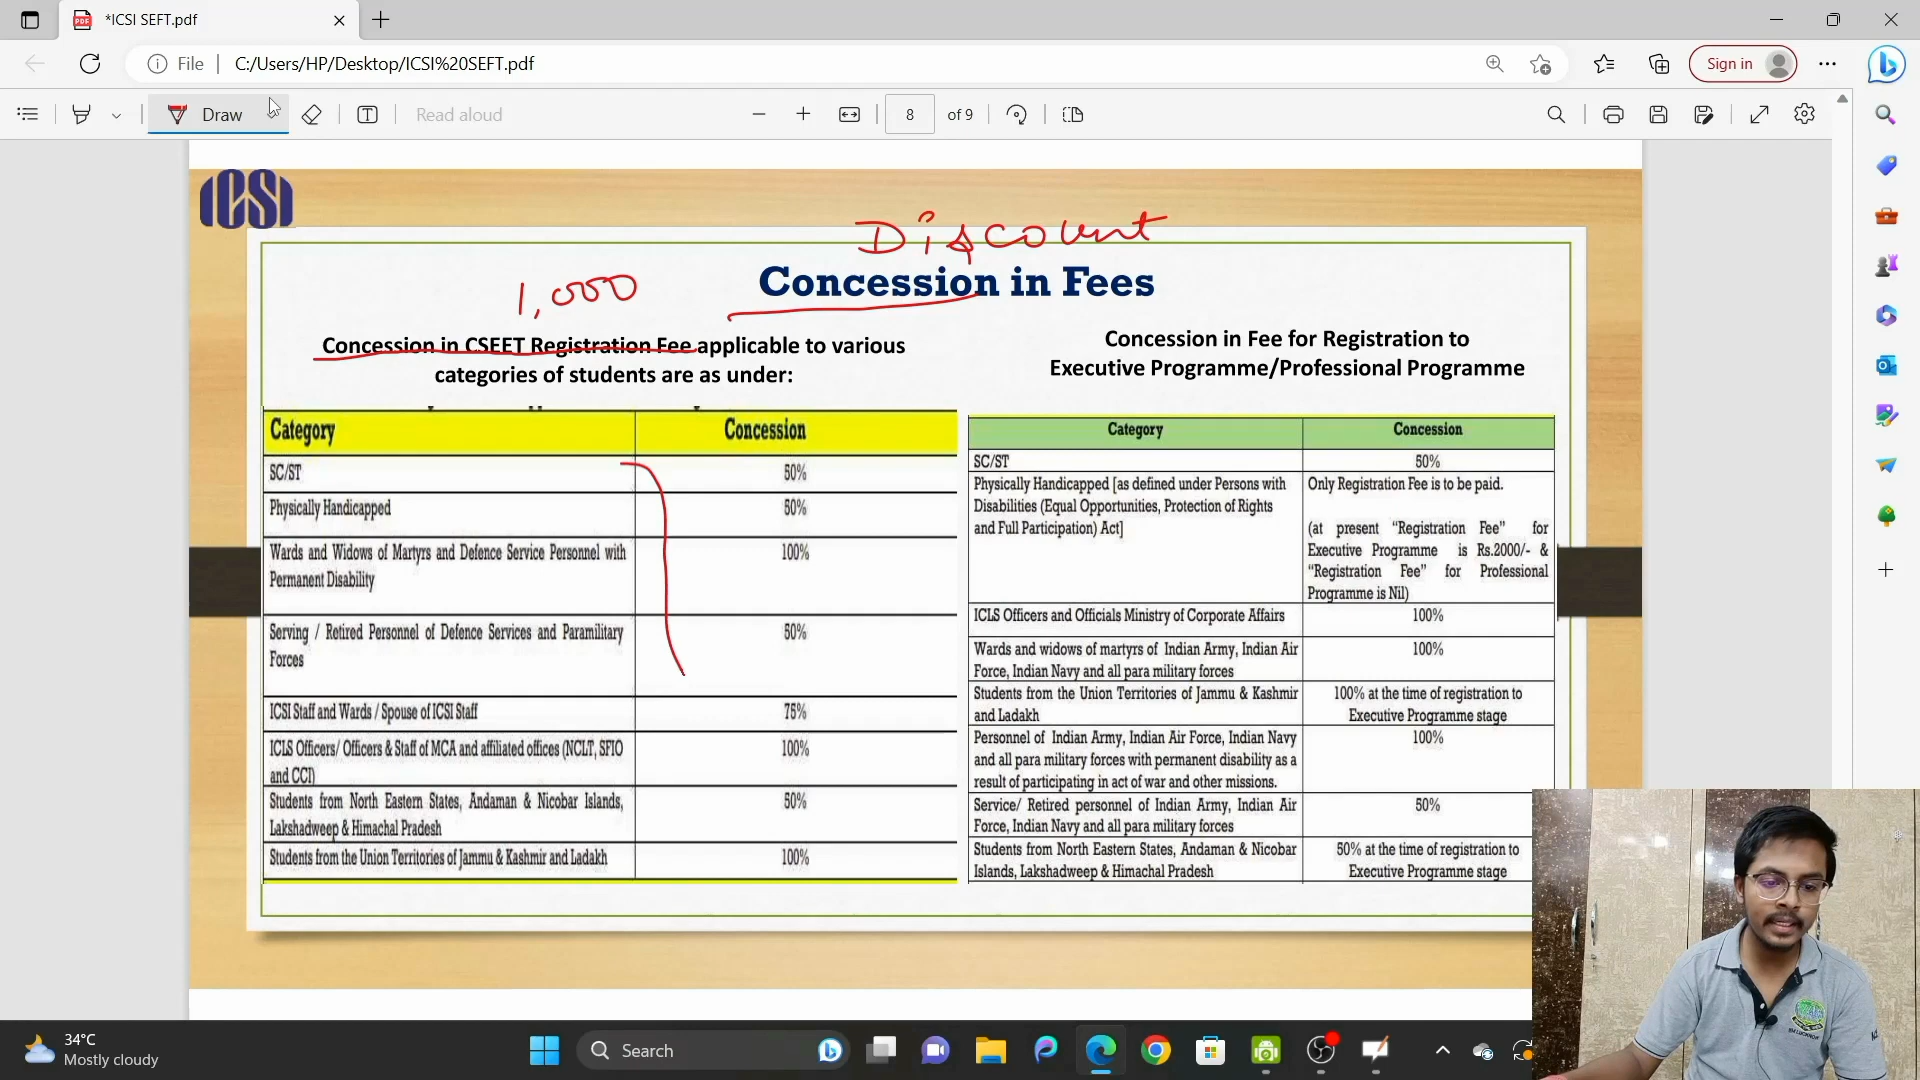 *ICSI SEFT.pdf
File
C:/Users/HP/Desktop/ICSI%20SEFT.pdf
Sign in
Draw
Read aloud
8
of 9
ICSI
Discount
1,000
Concession in Fees
Concession in CSEET Registration Fee applicable to various
categories of students are as under:
Category Concession
SC/ST 50%
Physically Handicapped 50%
Wards and Widows of Martyrs and Defence Service Personnel with 100%
Permanent Disability
Serving / Retired Personnel of Defence Services and Paramilitary 50%
Forces
ICSI Staff and Wards / Spouse of ICSI Staff 75%
ICLS Officers/ Officers & Staff of MCA and affiliated offices (NCLT, SFIO 100%
and CCI)
Students from North Eastern States, Andaman & Nicobar Islands, 50%
Lakshadweep & Himachal Pradesh
Students from the Union Territories of Jammu & Kashmir and Ladakh 100%
Concession in Fee for Registration to
Executive Programme/Professional Programme
Category Concession
SC/ST 50%
Physically Handicapped [as defined under Persons with Only Registration Fee is to be paid.
Disabilities (Equal Opportunities, Protection of Rights
and Full Participation) Act] (at present “Registration Fee” for
Executive Programme is Rs.2000/- &
“Registration Fee” for Professional
Programme is Nil)
ICLS Officers and Officials Ministry of Corporate Affairs 100%
Wards and widows of martyrs of Indian Army, Indian Air 100%
Force, Indian Navy and all para military forces
Students from the Union Territories of Jammu & Kashmir 100% at the time of registration to
and Ladakh Executive Programme stage
Personnel of Indian Army, Indian Air Force, Indian Navy 100%
and all para military forces with permanent disability as a
result of participating in act of war and other missions.
Service/ Retired personnel of Indian Army, Indian Air 50%
Force, Indian Navy and all para military forces
Students from North Eastern States, Andaman & Nicobar 50% at the time of registration to
Islands, Lakshadweep & Himachal Pradesh Executive Programme stage
34°C
Mostly cloudy
Search